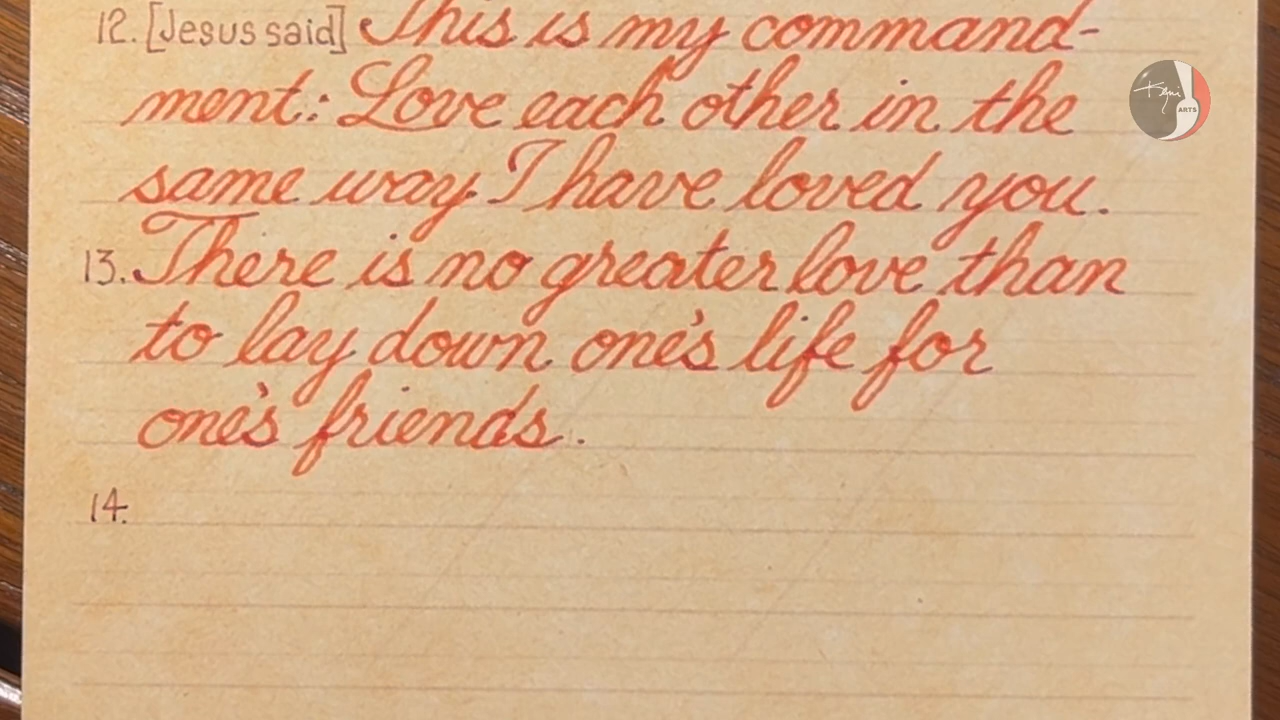 12. [Jesus said] This is my command-
ment: Love each other in the
same way I have loved you.
13. There is no greater love than
to lay down one's life for
one's friends.
14.
ARTS